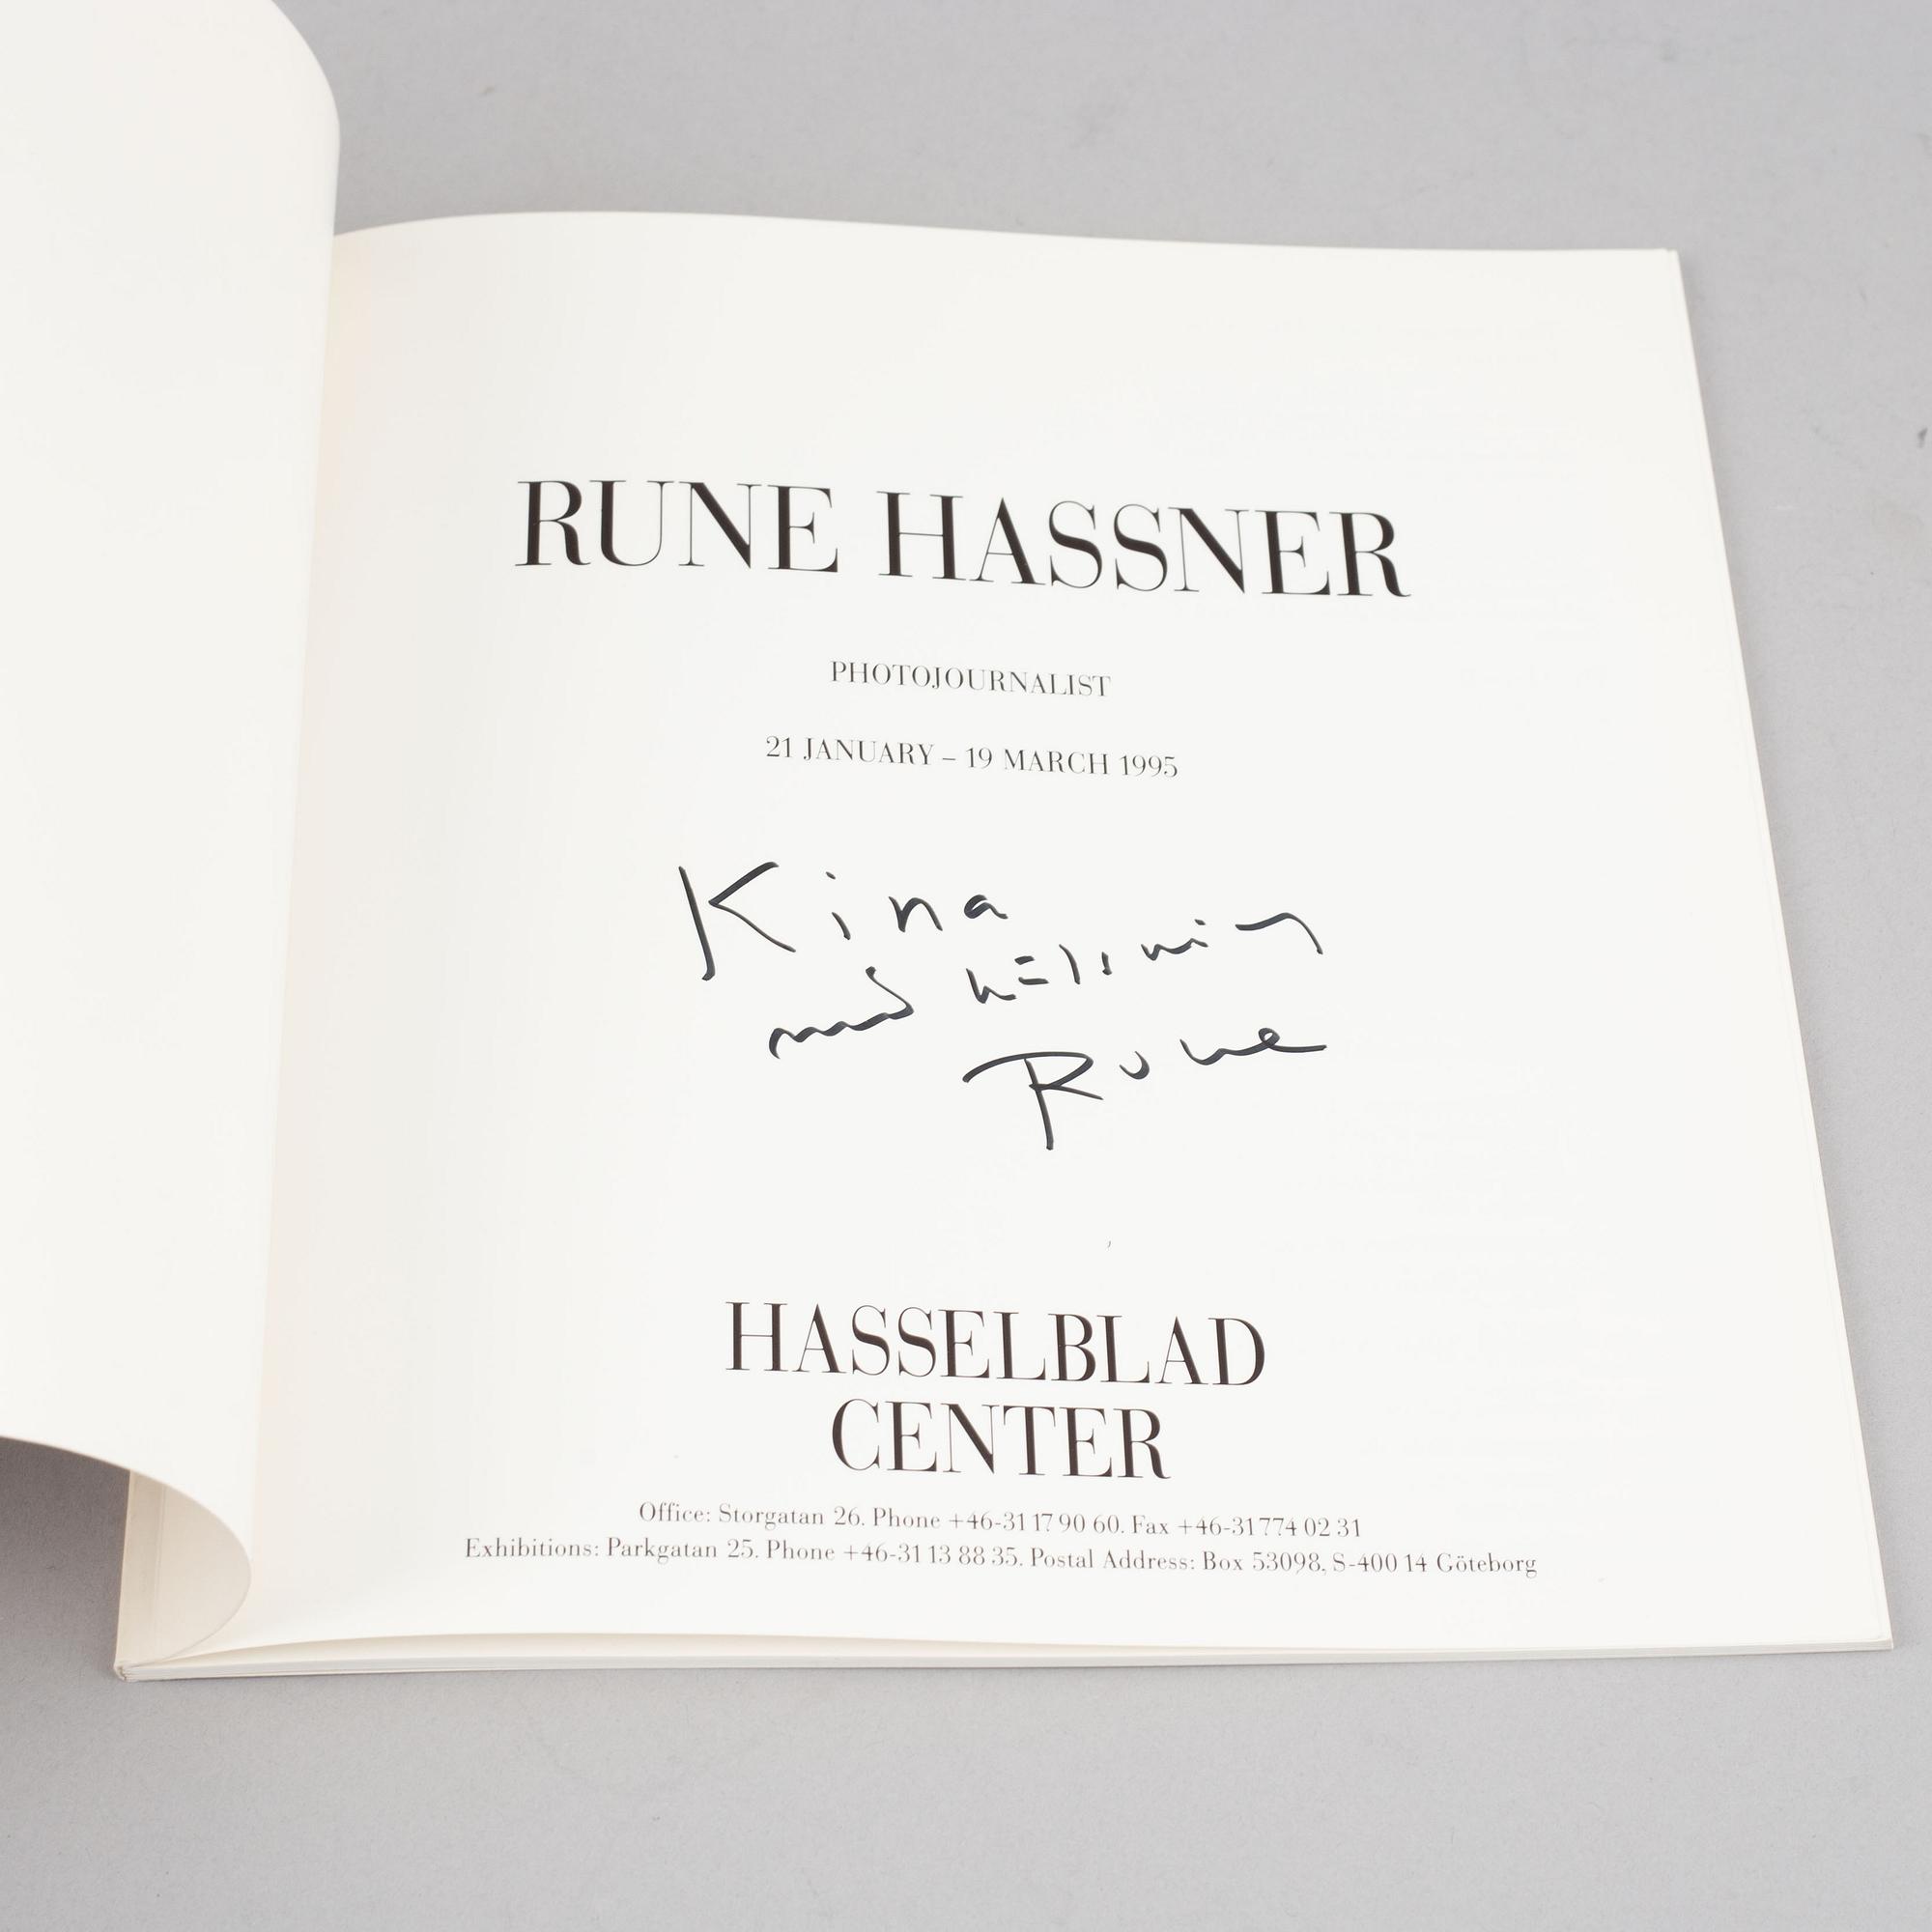 RUNE HASSNER
PHOTOJOURNALIST
21 JANUARY – 19 MARCH 1995
Kina
med hälsning
Rune
HASSELBLAD
CENTER
Office: Storgatan 26. Phone +46-31 17 90 60. Fax +46-31 774 02 31
Exhibitions: Parkgatan 25. Phone +46-31 13 88 35. Postal Address: Box 53098, S-400 14 Göteborg